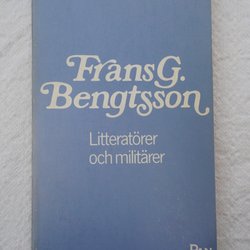 Frans G.
Bengtsson
Litteratörer
och militärer